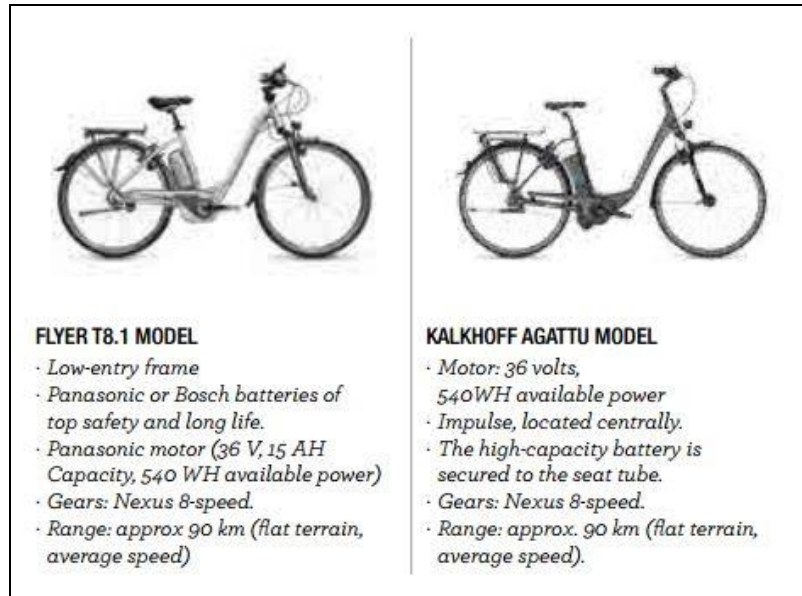 FLYER T8.1 MODEL
· Low-entry frame
· Panasonic or Bosch batteries of
top safety and long life.
· Panasonic motor (36 V, 15 AH
Capacity, 540 WH available power)
· Gears: Nexus 8-speed.
· Range: approx 90 km (flat terrain,
average speed)
KALKHOFF AGATTU MODEL
· Motor: 36 volts,
540WH available power
· Impulse, located centrally.
· The high-capacity battery is
secured to the seat tube.
· Gears: Nexus 8-speed.
· Range: approx. 90 km (flat terrain,
average speed).